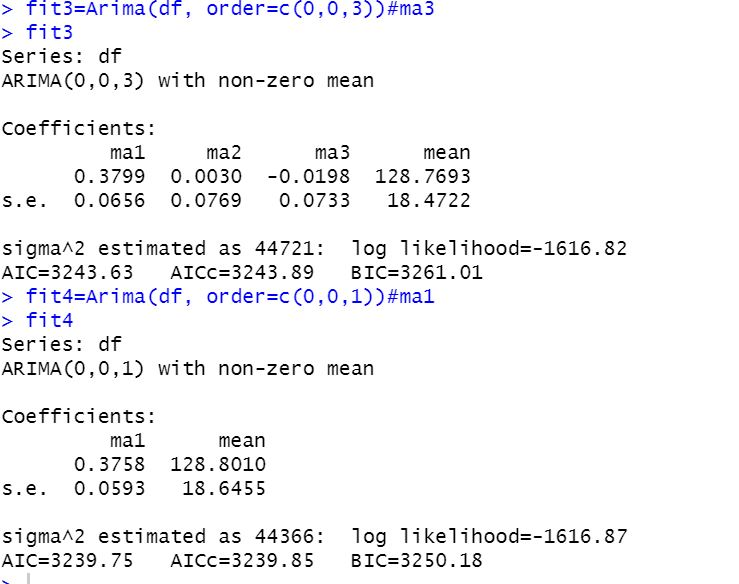 > fit3=Arima(df, order=c(0,0,3))#ma3
> fit3
Series: df
ARIMA(0,0,3) with non-zero mean
Coefficients:
ma1 ma2 ma3 mean
0.3799 0.0030 -0.0198 128.7693
s.e. 0.0656 0.0769 0.0733 18.4722
sigma^2 estimated as 44721: log likelihood=-1616.82
AIC=3243.63 AICc=3243.89 BIC=3261.01
> fit4=Arima(df, order=c(0,0,1))#ma1
> fit4
Series: df
ARIMA(0,0,1) with non-zero mean
Coefficients:
ma1 mean
0.3758 128.8010
s.e. 0.0593 18.6455
sigma^2 estimated as 44366: log likelihood=-1616.87
AIC=3239.75 AICc=3239.85 BIC=3250.18
>